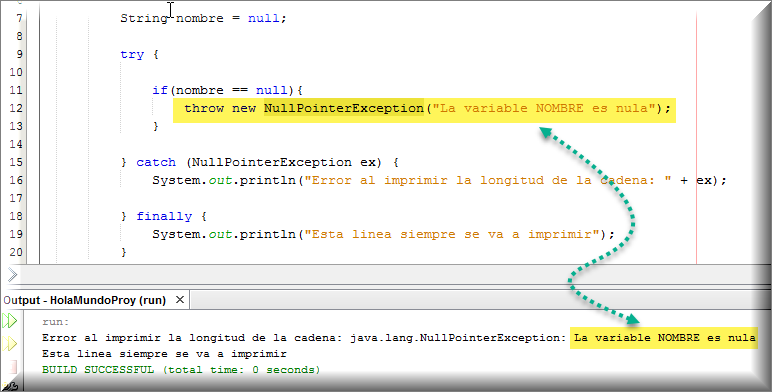 7 String nombre = null;
8
9 try {
10
11 if(nombre == null){
12 throw new NullPointerException("La variable NOMBRE es nula");
13 }
14
15 } catch (NullPointerException ex) {
16 System.out.println("Error al imprimir la longitud de la cadena: " + ex);
17
18 } finally {
19 System.out.println("Esta linea siempre se va a imprimir");
20 }
Output - HolaMundoProy (run) ×
run:
Error al imprimir la longitud de la cadena: java.lang.NullPointerException: La variable NOMBRE es nula
Esta linea siempre se va a imprimir
BUILD SUCCESSFUL (total time: 0 seconds)